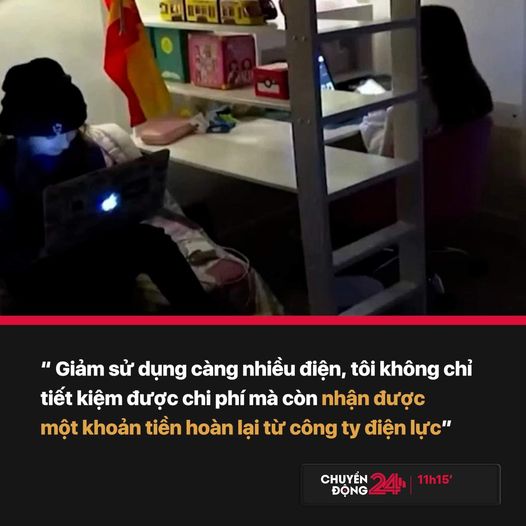 “ Giảm sử dụng càng nhiều điện, tôi không chỉ
tiết kiệm được chi phí mà còn nhận được
một khoản tiền hoàn lại từ công ty điện lực”
CHUYỂN
ĐỘNG 24h 11h15’